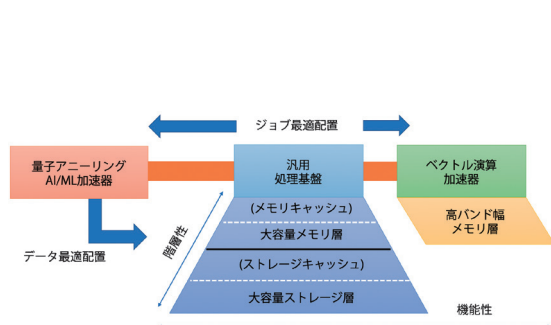 ジョブ最適配置
量子アニーリング
AI/ML加速器
汎用
処理基盤
ベクトル演算
加速器
(メモリキャッシュ)
大容量メモリ層
(ストレージキャッシュ)
大容量ストレージ層
高バンド幅
メモリ層
データ最適配置
階層性
機能性